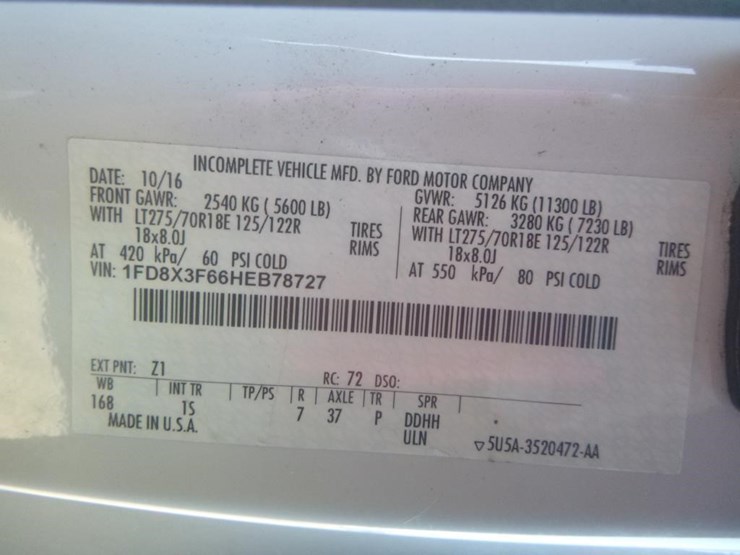 INCOMPLETE VEHICLE MFD. BY FORD MOTOR COMPANY
DATE: 10/16 GVWR: 5126 KG (11300 LB)
FRONT GAWR: 2540 KG ( 5600 LB) REAR GAWR: 3280 KG ( 7230 LB)
WITH LT275/70R18E 125/122R TIRES WITH LT275/70R18E 125/122R TIRES
18x8.0J RIMS 18x8.0J RIMS
AT 420 kPa/ 60 PSI COLD AT 550 kPa/ 80 PSI COLD
VIN: 1FD8X3F66HEB78727
EXT PNT: Z1 RC: 72 DSO:
WB INT TR TP/PS R AXLE TR SPR
168 1S 7 37 P DDHH
MADE IN U.S.A. ULN
▽5U5A-3520472-AA